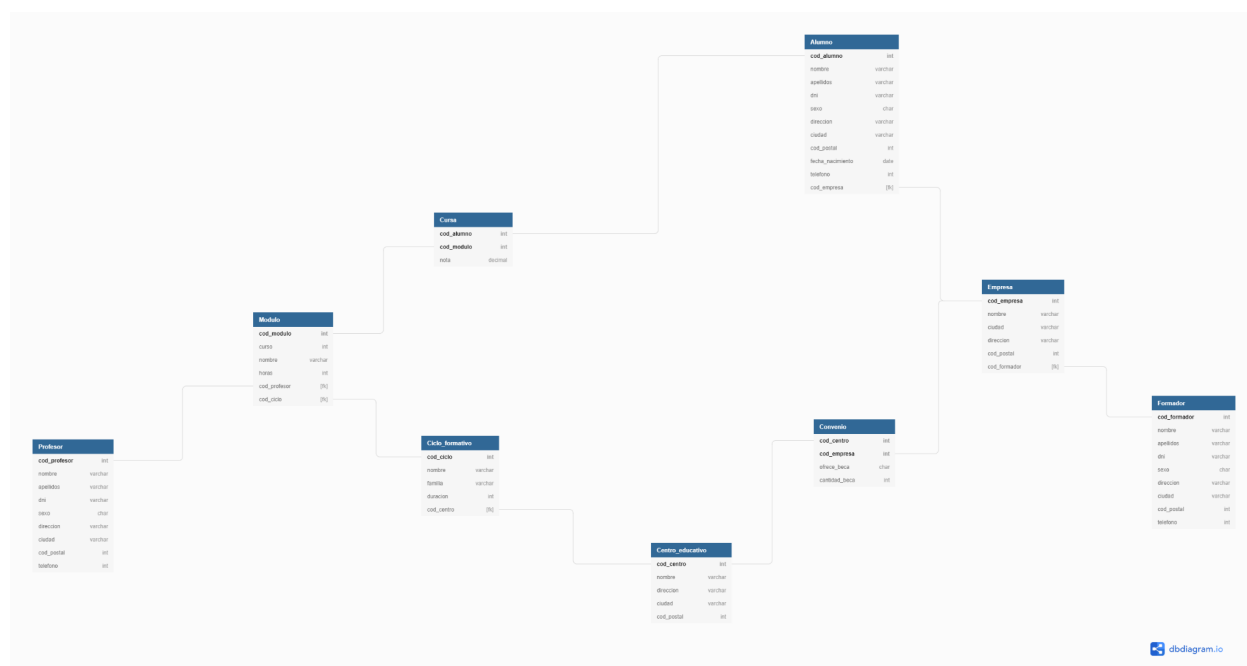 Alumno
cod_alumno int
nombre varchar
apellidos varchar
dni varchar
sexo char
direccion varchar
ciudad varchar
cod_postal int
fecha_nacimiento date
telefono int
cod_empresa [fk]
Cursa
cod_alumno int
cod_modulo int
nota decimal
Modulo
cod_modulo int
curso int
nombre varchar
horas int
cod_profesor [fk]
cod_ciclo [fk]
Profesor
cod_profesor int
nombre varchar
apellidos varchar
dni varchar
sexo char
direccion varchar
ciudad varchar
cod_postal int
telefono int
Ciclo_formativo
cod_ciclo int
nombre varchar
familia varchar
duracion int
cod_centro [fk]
Centro_educativo
cod_centro int
nombre varchar
direccion varchar
ciudad varchar
cod_postal int
Convenio
cod_centro int
cod_empresa int
ofrece_beca char
cantidad_beca int
Empresa
cod_empresa int
nombre varchar
ciudad varchar
direccion varchar
cod_postal int
cod_formador [fk]
Formador
cod_formador int
nombre varchar
apellidos varchar
dni varchar
sexo char
direccion varchar
ciudad varchar
cod_postal int
telefono int
dbdiagram.io